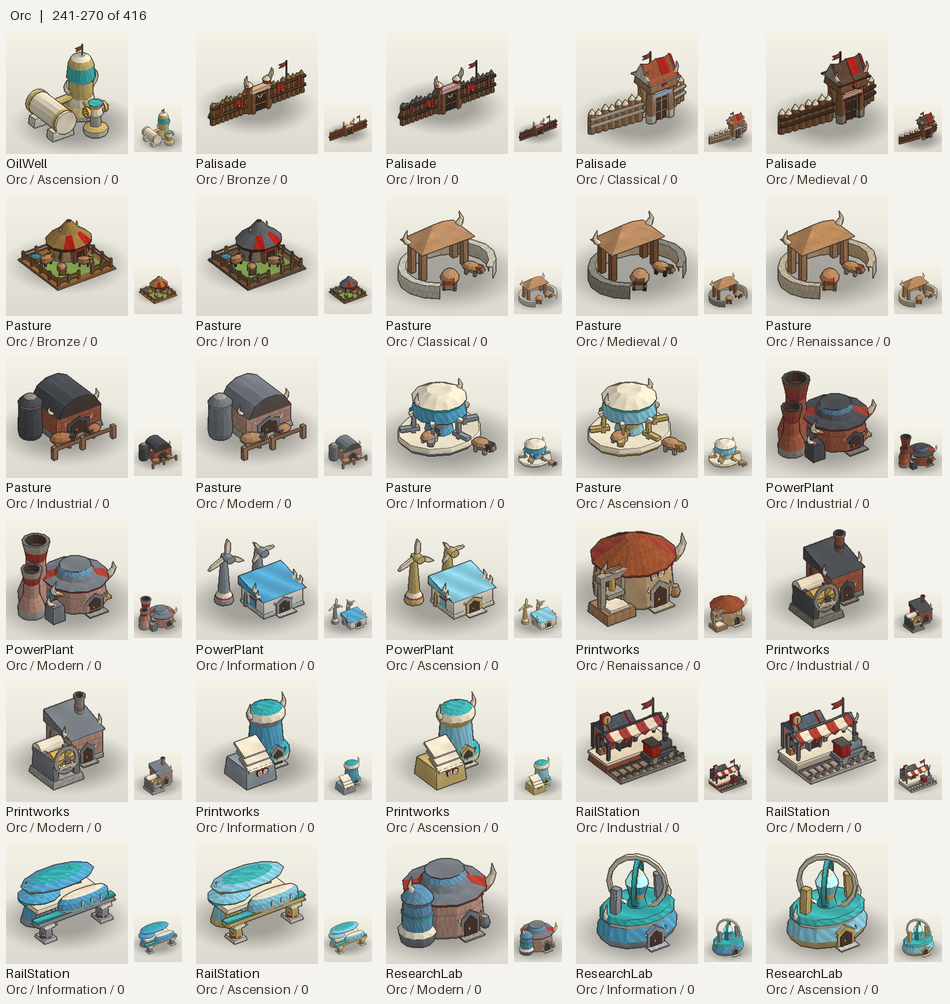 Orc | 241-270 of 416
OilWell
Orc / Ascension / 0
Palisade
Orc / Bronze / 0
Palisade
Orc / Iron / 0
Palisade
Orc / Classical / 0
Palisade
Orc / Medieval / 0
Pasture
Orc / Bronze / 0
Pasture
Orc / Iron / 0
Pasture
Orc / Classical / 0
Pasture
Orc / Medieval / 0
Pasture
Orc / Renaissance / 0
Pasture
Orc / Industrial / 0
Pasture
Orc / Modern / 0
Pasture
Orc / Information / 0
Pasture
Orc / Ascension / 0
PowerPlant
Orc / Industrial / 0
PowerPlant
Orc / Modern / 0
PowerPlant
Orc / Information / 0
PowerPlant
Orc / Ascension / 0
Printworks
Orc / Renaissance / 0
Printworks
Orc / Industrial / 0
Printworks
Orc / Modern / 0
Printworks
Orc / Information / 0
Printworks
Orc / Ascension / 0
RailStation
Orc / Industrial / 0
RailStation
Orc / Modern / 0
RailStation
Orc / Information / 0
RailStation
Orc / Ascension / 0
ResearchLab
Orc / Modern / 0
ResearchLab
Orc / Information / 0
ResearchLab
Orc / Ascension / 0